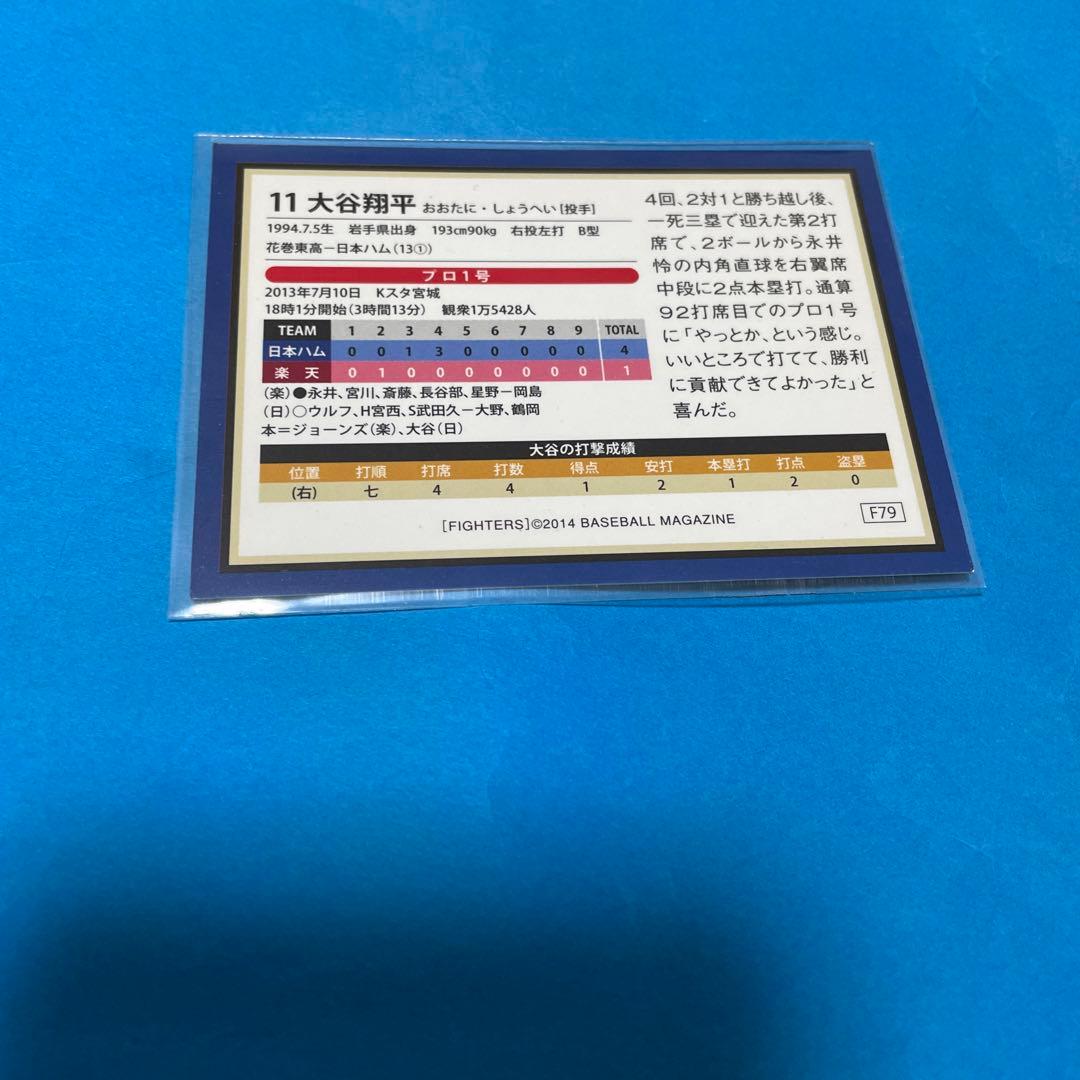 11 大谷翔平 おおたに・しょうへい[投手]
1994.7.5生 岩手県出身 193cm90kg 右投左打 B型
花巻東高－日本ハム(13①)
プロ1号
2013年7月10日 Kスタ宮城
18時1分開始(3時間13分) 観衆1万5428人
TEAM 1 2 3 4 5 6 7 8 9 TOTAL
日本ハム 0 0 1 3 0 0 0 0 0 4
楽天 0 1 0 0 0 0 0 0 0 1
(楽)●永井、宮川、斎藤、長谷部、星野－岡島
(日)○ウルフ、H宮西、S武田久－大野、鶴岡
本＝ジョーンズ(楽)、大谷(日)
4回、2対1と勝ち越し後、
一死三塁で迎えた第2打
席で、2ボールから永井
怜の内角直球を右翼席
中段に2点本塁打。通算
92打席目でのプロ1号
に「やっとか、という感じ。
いいところで打てて、勝利
に貢献できてよかった」と
喜んだ。
大谷の打撃成績
位置 打順 打席 打数 得点 安打 本塁打 打点 盗塁
(右) 七 4 4 1 2 1 2 0
[FIGHTERS]©2014 BASEBALL MAGAZINE
F79